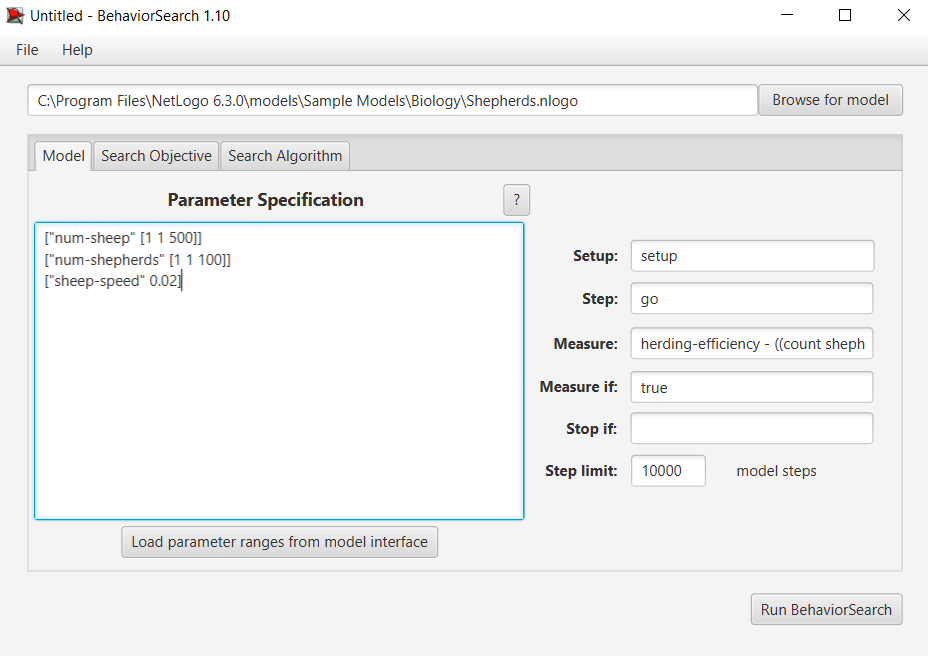 Untitled - BehaviorSearch 1.10
File Help
C:\Program Files\NetLogo 6.3.0\models\Sample Models\Biology\Shepherds.nlogo
Browse for model
Model Search Objective Search Algorithm
Parameter Specification
?
["num-sheep" [1 1 500]]
["num-shepherds" [1 1 100]]
["sheep-speed" 0.02]
Setup: setup
Step: go
Measure: herding-efficiency - ((count sheph
Measure if: true
Stop if:
Step limit: 10000 model steps
Load parameter ranges from model interface
Run BehaviorSearch